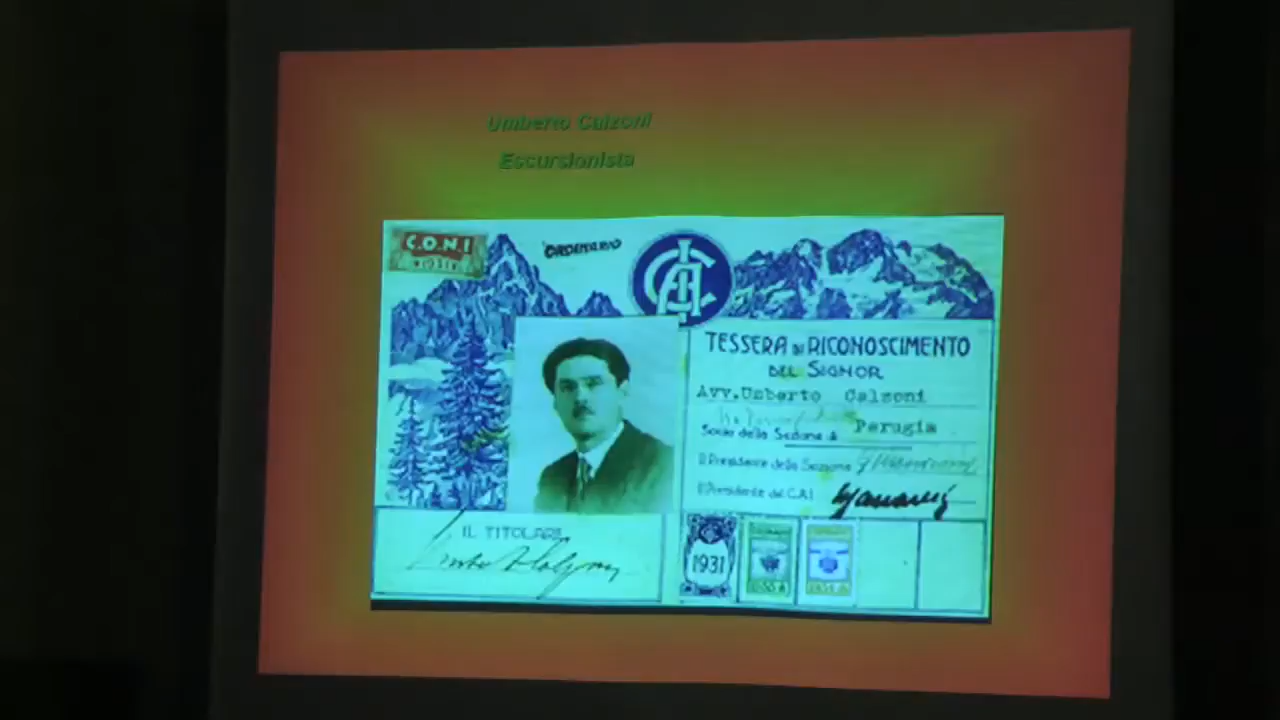 Umberto Calzoni
Escursionista
C.O.N.I
ORDINARIO
CAI
TESSERA DI RICONOSCIMENTO
DEL SIGNOR
Avv.Umberto Calzoni
Socio della Sezione di Perugia
Il Presidente della Sezione
Il Presidente del C.A.I
IL TITOLARE
1931